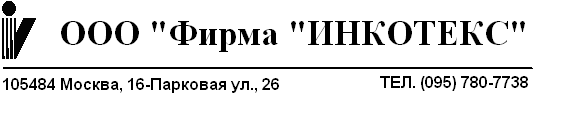 ООО "Фирма "ИНКОТЕКС"
105484 Москва, 16-Парковая ул., 26 ТЕЛ. (095) 780-7738